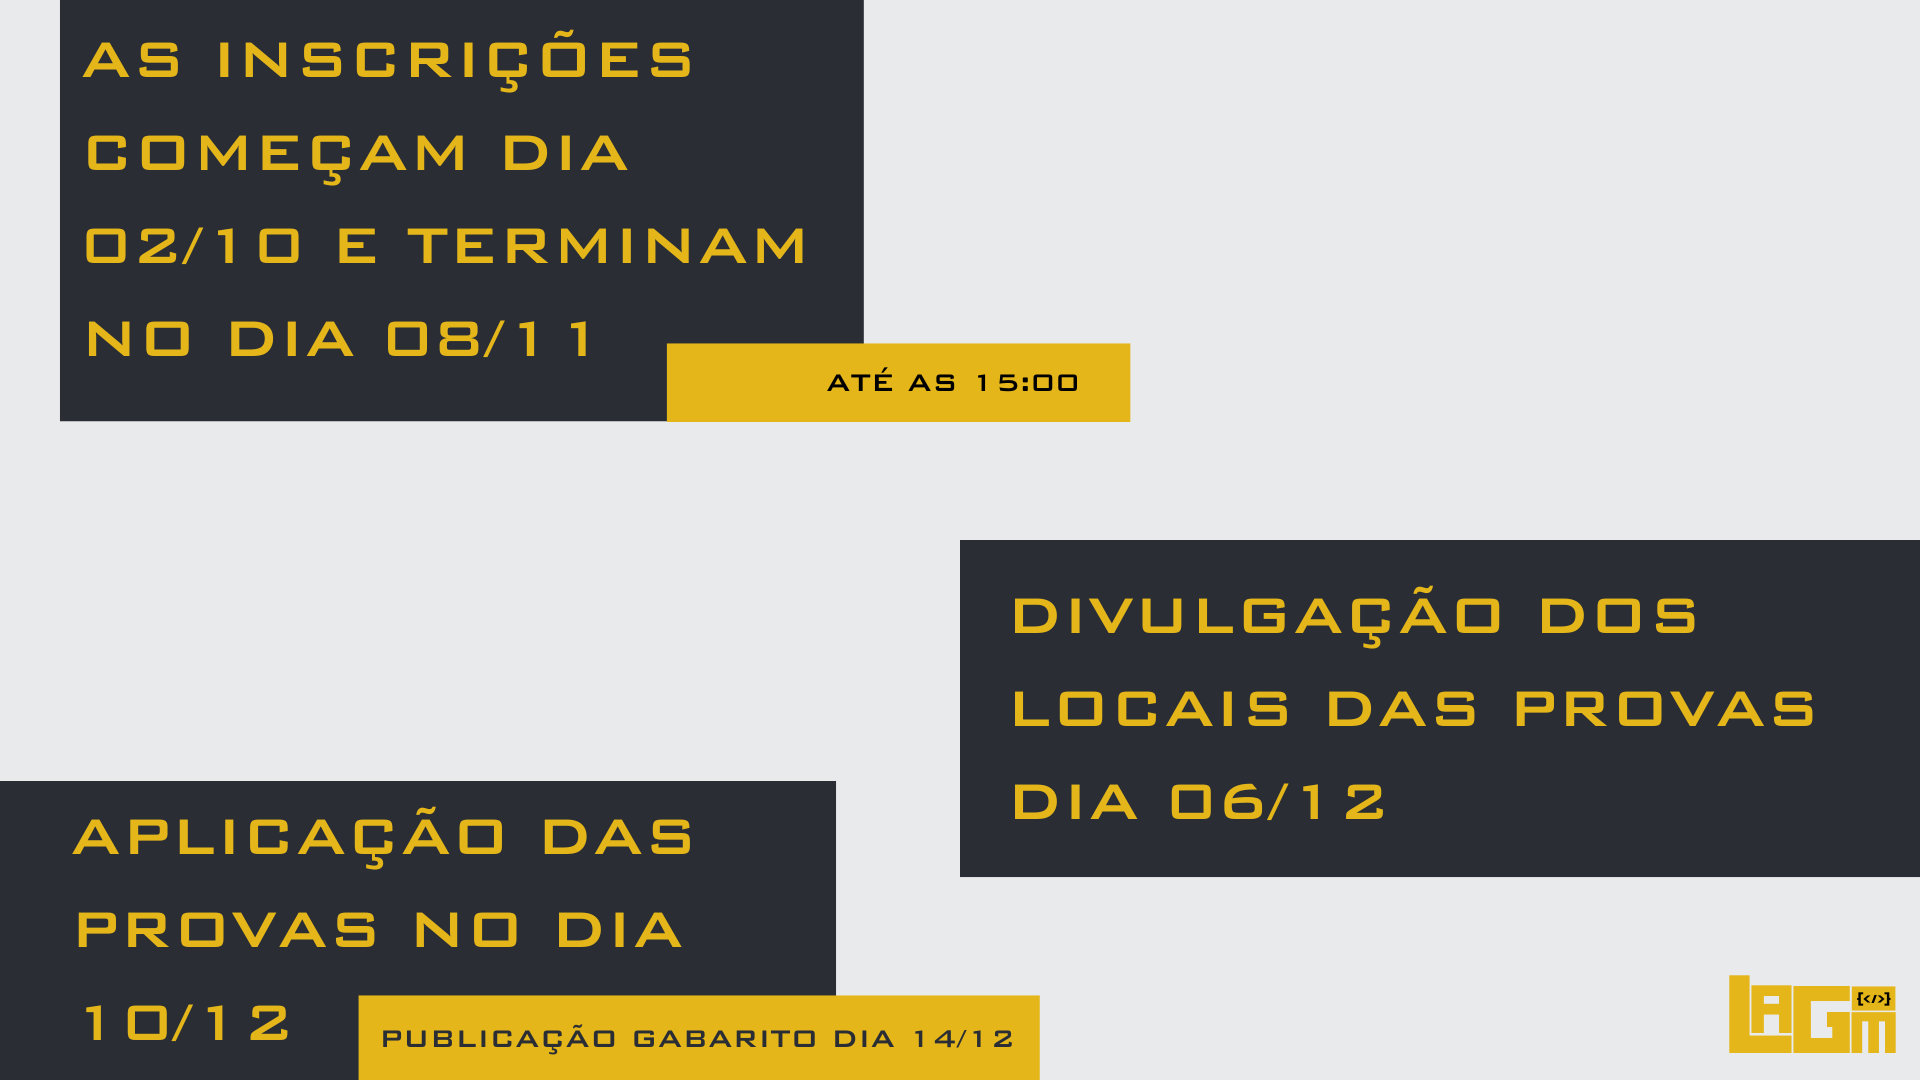 AS INSCRIÇÕES
COMEÇAM DIA
02/10 E TERMINAM
NO DIA 08/11
ATÉ AS 15:00
DIVULGAÇÃO DOS
LOCAIS DAS PROVAS
DIA 06/12
APLICAÇÃO DAS
PROVAS NO DIA
10/12
PUBLICAÇÃO GABARITO DIA 14/12
LAGm
{</>}